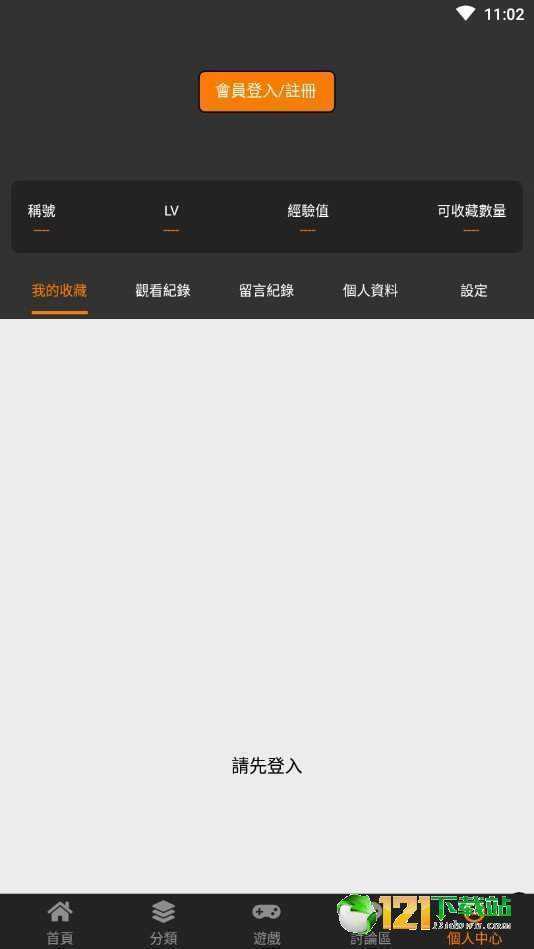 11:02
會員登入/註冊
稱號 LV 經驗值 可收藏數量
---- ---- ---- ----
我的收藏 觀看紀錄 留言紀錄 個人資料 設定
請先登入
121下载站
首頁 分類 遊戲 討論區 個人中心